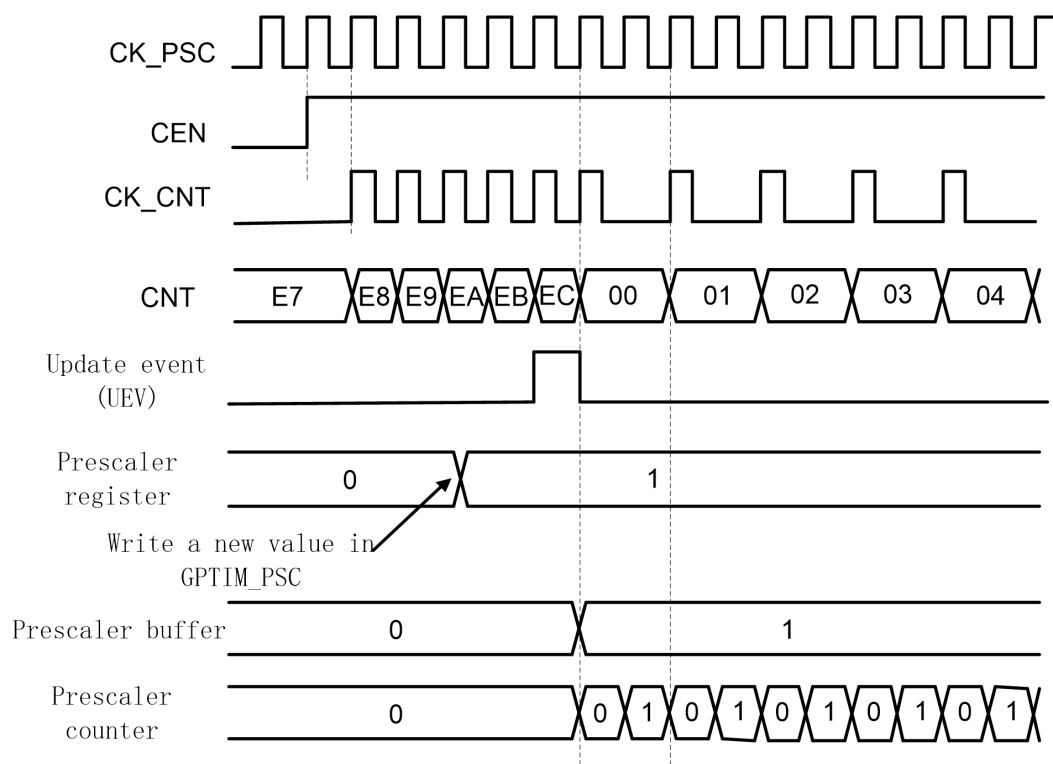 CK_PSC
CEN
CK_CNT
CNT E7 E8 E9 EA EB EC 00 01 02 03 04
Update event
(UEV)
Prescaler
register
0 1
Write a new value in
GPTIM_PSC
Prescaler buffer 0 1
Prescaler
counter
0 0 1 0 1 0 1 0 1 0 1